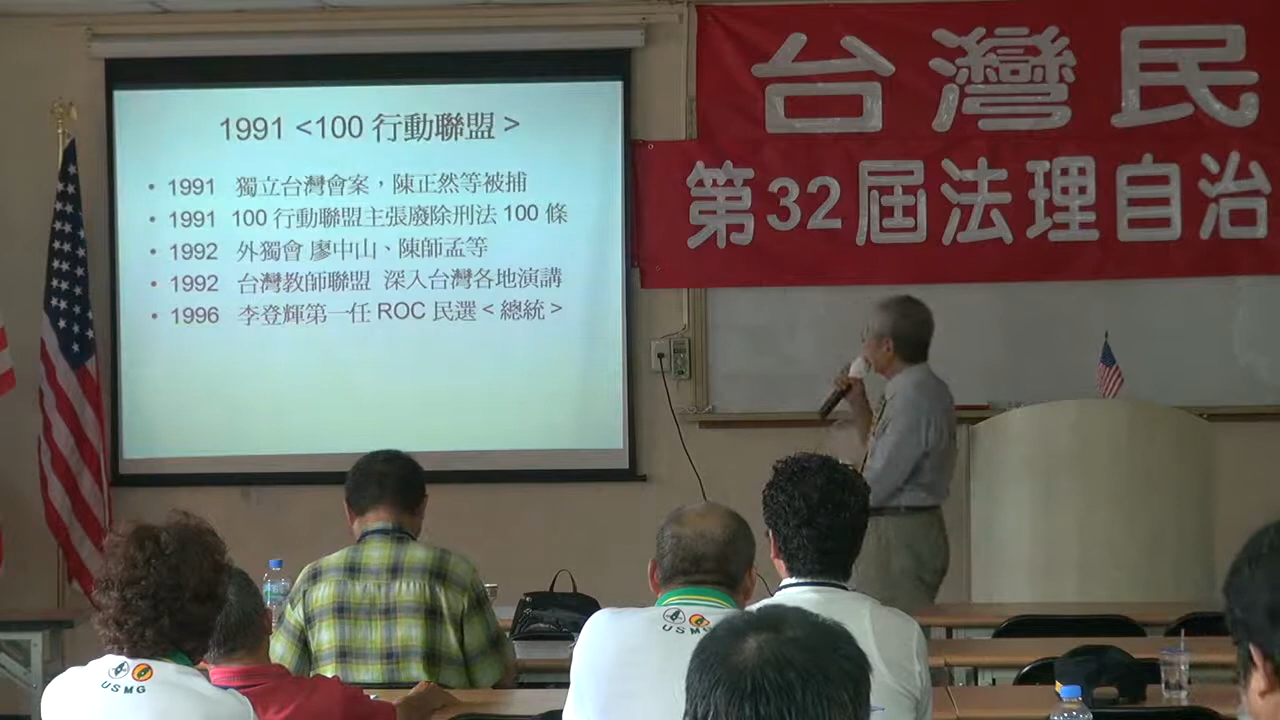 1991 <100 行動聯盟 >
• 1991 獨立台灣會案，陳正然等被捕
• 1991 100 行動聯盟主張廢除刑法 100 條
• 1992 外獨會 廖中山、陳師孟等
• 1992 台灣教師聯盟 深入台灣各地演講
• 1996 李登輝第一任 ROC 民選 < 總統 >
台灣民
第32屆法理自治
USMG
USMG